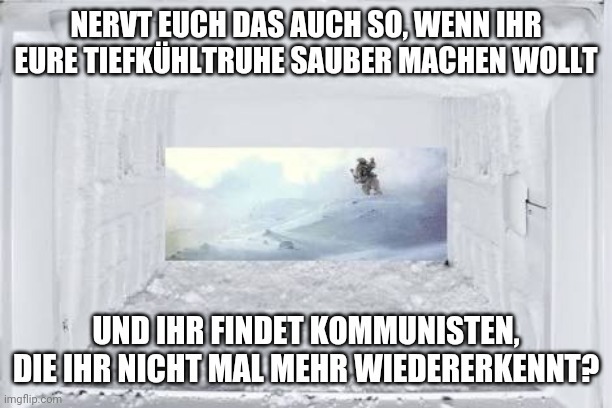 NERVT EUCH DAS AUCH SO, WENN IHR
EURE TIEFKÜHLTRUHE SAUBER MACHEN WOLLT
UND IHR FINDET KOMMUNISTEN,
DIE IHR NICHT MAL MEHR WIEDERERKENNT?
imgflip.com